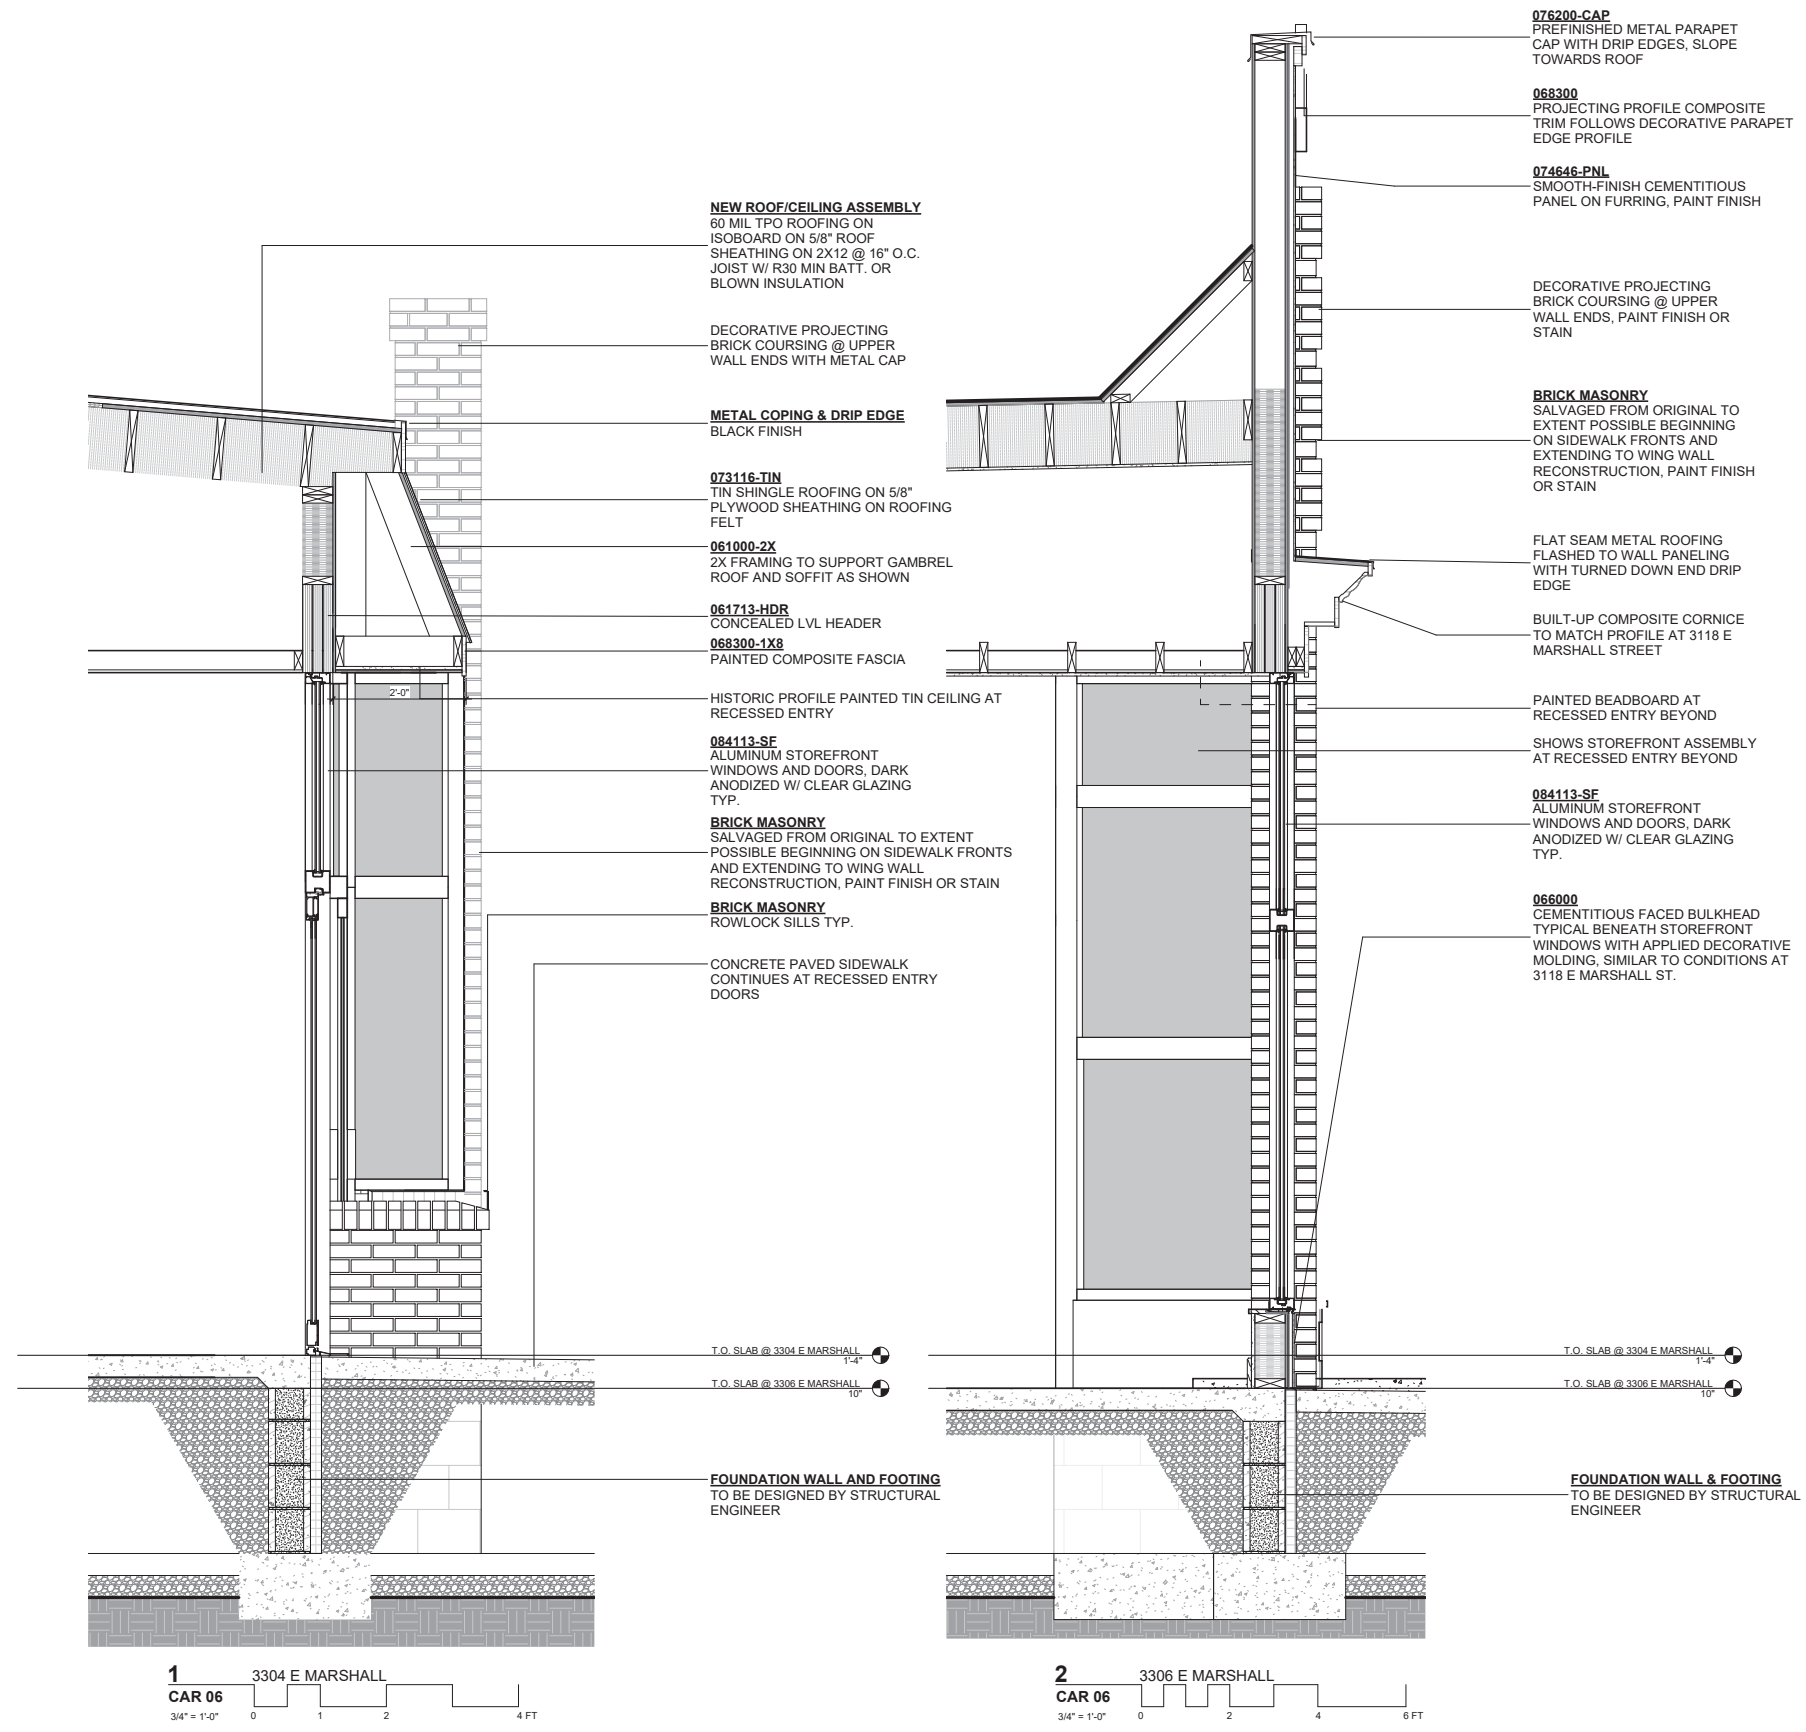 NEW ROOF/CEILING ASSEMBLY
60 MIL TPO ROOFING ON
ISOBOARD ON 5/8" ROOF
SHEATHING ON 2X12 @ 16" O.C.
JOIST W/ R30 MIN BATT. OR
BLOWN INSULATION
DECORATIVE PROJECTING
BRICK COURSING @ UPPER
WALL ENDS WITH METAL CAP
METAL COPING & DRIP EDGE
BLACK FINISH
073116-TIN
TIN SHINGLE ROOFING ON 5/8"
PLYWOOD SHEATHING ON ROOFING
FELT
061000-2X
2X FRAMING TO SUPPORT GAMBREL
ROOF AND SOFFIT AS SHOWN
061713-HDR
CONCEALED LVL HEADER
068300-1X8
PAINTED COMPOSITE FASCIA
2'-0"
HISTORIC PROFILE PAINTED TIN CEILING AT
RECESSED ENTRY
084113-SF
ALUMINUM STOREFRONT
WINDOWS AND DOORS, DARK
ANODIZED W/ CLEAR GLAZING
TYP.
BRICK MASONRY
SALVAGED FROM ORIGINAL TO EXTENT
POSSIBLE BEGINNING ON SIDEWALK FRONTS
AND EXTENDING TO WING WALL
RECONSTRUCTION, PAINT FINISH OR STAIN
BRICK MASONRY
ROWLOCK SILLS TYP.
CONCRETE PAVED SIDEWALK
CONTINUES AT RECESSED ENTRY
DOORS
T.O. SLAB @ 3304 E MARSHALL
1'-4"
T.O. SLAB @ 3306 E MARSHALL
10"
FOUNDATION WALL AND FOOTING
TO BE DESIGNED BY STRUCTURAL
ENGINEER
1 3304 E MARSHALL
CAR 06
3/4" = 1'-0" 0 1 2 4 FT
076200-CAP
PREFINISHED METAL PARAPET
CAP WITH DRIP EDGES, SLOPE
TOWARDS ROOF
068300
PROJECTING PROFILE COMPOSITE
TRIM FOLLOWS DECORATIVE PARAPET
EDGE PROFILE
074646-PNL
SMOOTH-FINISH CEMENTITIOUS
PANEL ON FURRING, PAINT FINISH
DECORATIVE PROJECTING
BRICK COURSING @ UPPER
WALL ENDS, PAINT FINISH OR
STAIN
BRICK MASONRY
SALVAGED FROM ORIGINAL TO
EXTENT POSSIBLE BEGINNING
ON SIDEWALK FRONTS AND
EXTENDING TO WING WALL
RECONSTRUCTION, PAINT FINISH
OR STAIN
FLAT SEAM METAL ROOFING
FLASHED TO WALL PANELING
WITH TURNED DOWN END DRIP
EDGE
BUILT-UP COMPOSITE CORNICE
TO MATCH PROFILE AT 3118 E
MARSHALL STREET
PAINTED BEADBOARD AT
RECESSED ENTRY BEYOND
SHOWS STOREFRONT ASSEMBLY
AT RECESSED ENTRY BEYOND
084113-SF
ALUMINUM STOREFRONT
WINDOWS AND DOORS, DARK
ANODIZED W/ CLEAR GLAZING
TYP.
066000
CEMENTITIOUS FACED BULKHEAD
TYPICAL BENEATH STOREFRONT
WINDOWS WITH APPLIED DECORATIVE
MOLDING, SIMILAR TO CONDITIONS AT
3118 E MARSHALL ST.
T.O. SLAB @ 3304 E MARSHALL
1'-4"
T.O. SLAB @ 3306 E MARSHALL
10"
FOUNDATION WALL & FOOTING
TO BE DESIGNED BY STRUCTURAL
ENGINEER
2 3306 E MARSHALL
CAR 06
3/4" = 1'-0" 0 2 4 6 FT